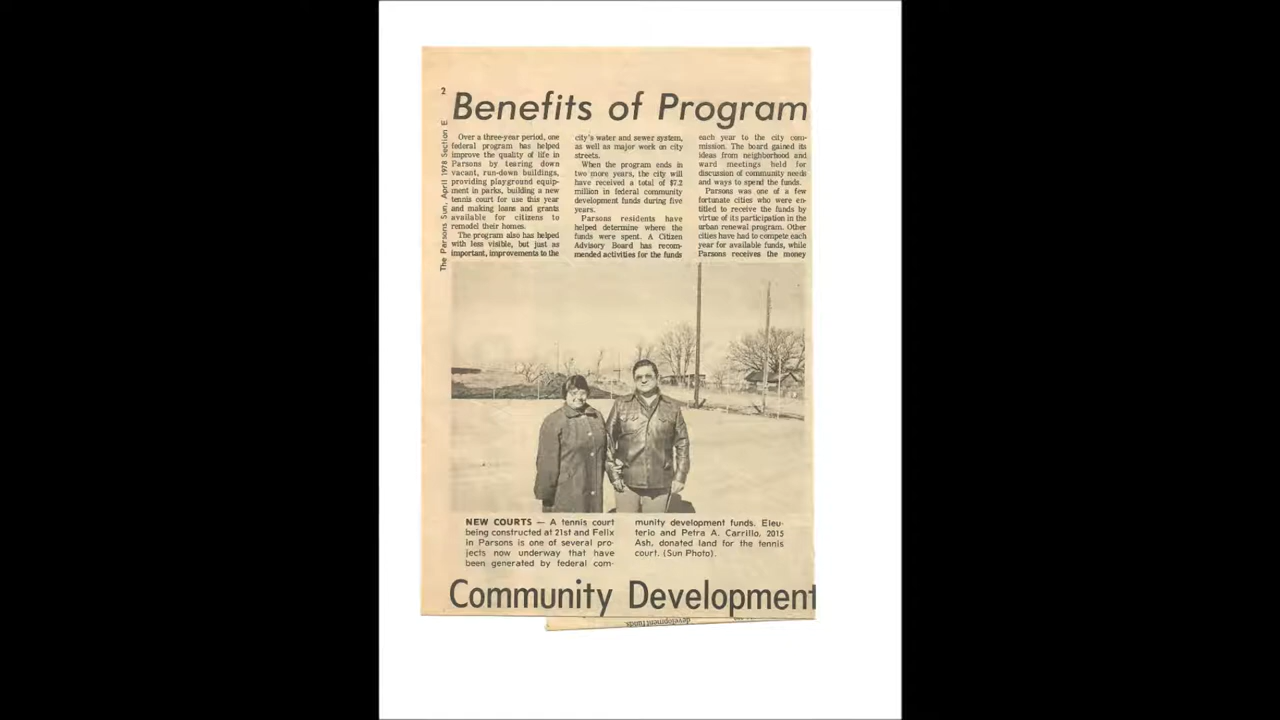 2
The Parsons Sun, April 1978 Section E
Benefits of Program
Over a three-year period, one
federal program has helped
improve the quality of life in
Parsons by tearing down
vacant, run-down buildings,
providing playground equip-
ment in parks, building a new
tennis court for use this year
and making loans and grants
available for citizens to
remodel their homes.
The program also has helped
with less visible, but just as
important, improvements to the
city's water and sewer system,
as well as major work on city
streets.
When the program ends in
two more years, the city will
have received a total of $7.2
million in federal community
development funds during five
years.
Parsons residents have
helped determine where the
funds were spent. A Citizen
Advisory Board has recom-
mended activities for the funds
each year to the city com-
mission. The board gained its
ideas from neighborhood and
ward meetings held for
discussion of community needs
and ways to spend the funds.
Parsons was one of a few
fortunate cities who were en-
titled to receive the funds by
virtue of its participation in the
urban renewal program. Other
cities have had to compete each
year for available funds, while
Parsons receives the money
NEW COURTS — A tennis court
being constructed at 21st and Felix
in Parsons is one of several pro-
jects now underway that have
been generated by federal com-
munity development funds. Eleu-
terio and Petra A. Carrillo, 2015
Ash, donated land for the tennis
court. (Sun Photo).
Community Development
development funds.